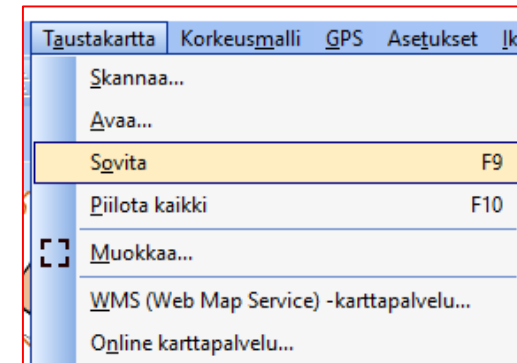 Taustakartta Korkeusmalli GPS Asetukset Ik
Skannaa...
Avaa...
Sovita F9
Piilota kaikki F10
Muokkaa...
WMS (Web Map Service) -karttapalvelu...
Online karttapalvelu...